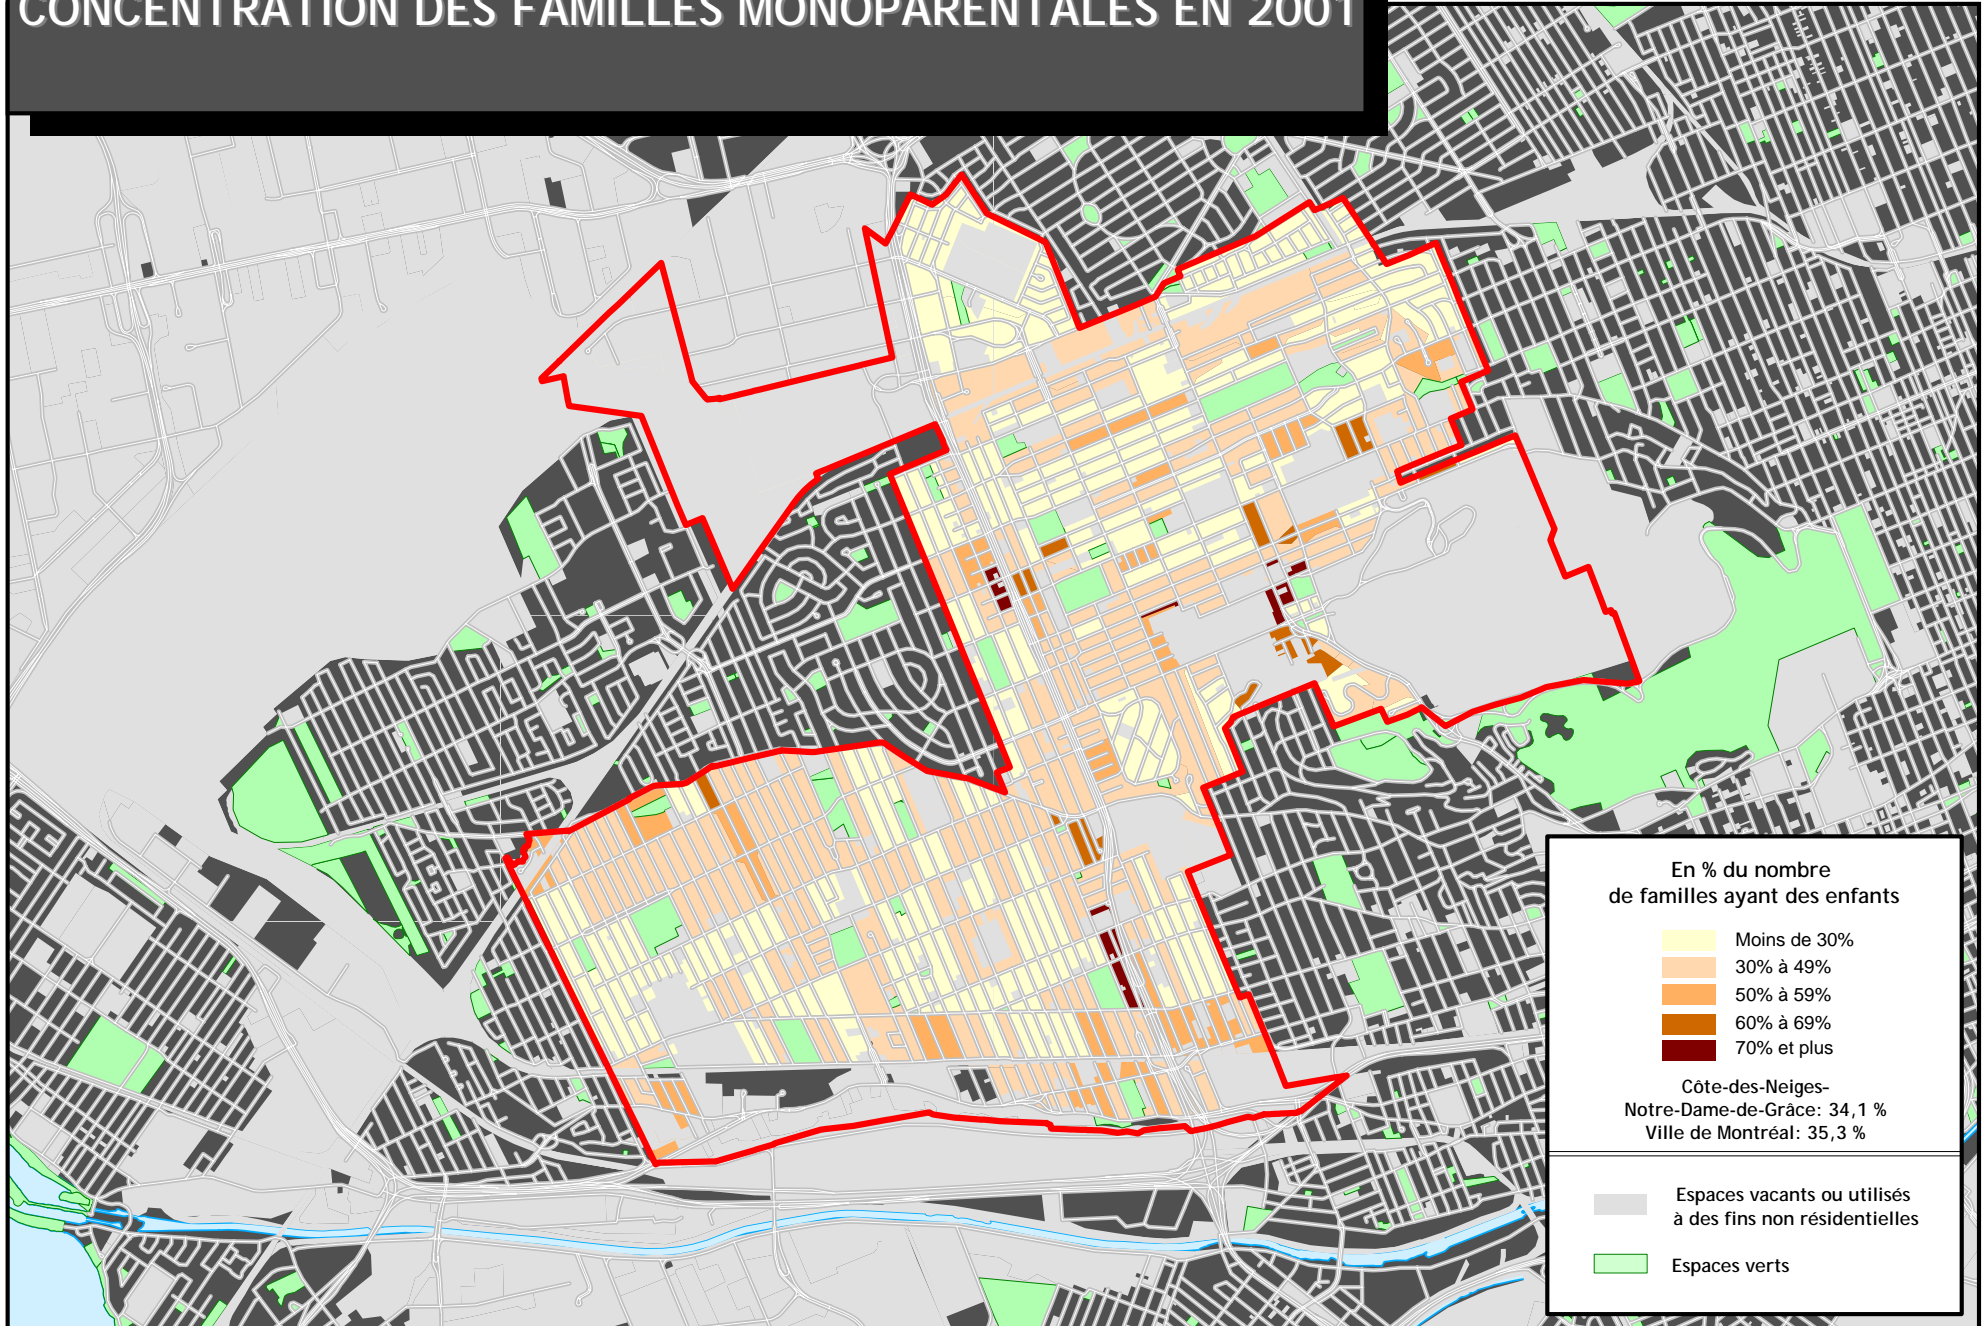 CONCENTRATION DES FAMILLES MONOPARENTALES EN 2001
En % du nombre
de familles ayant des enfants
Moins de 30%
30% à 49%
50% à 59%
60% à 69%
70% et plus
Côte-des-Neiges-
Notre-Dame-de-Grâce: 34,1 %
Ville de Montréal: 35,3 %
Espaces vacants ou utilisés
à des fins non résidentielles
Espaces verts